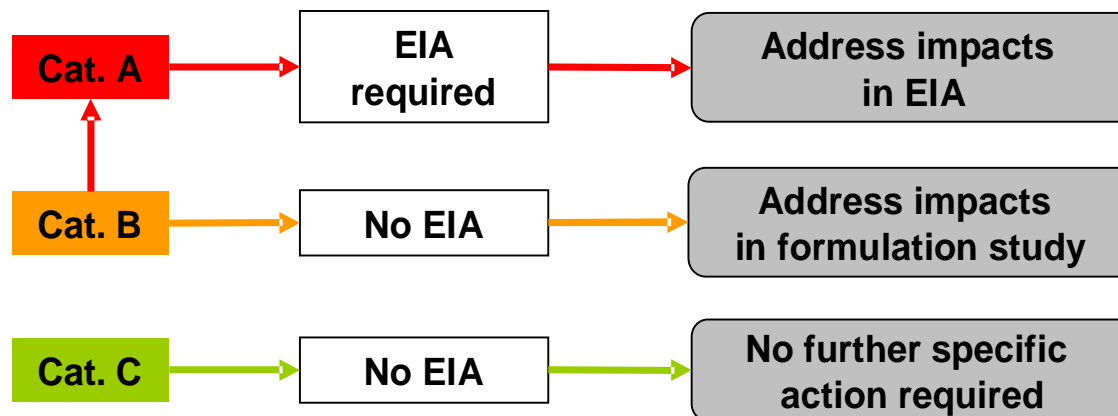 Cat. A
EIA
required
Address impacts
in EIA
Cat. B
No EIA
Address impacts
in formulation study
Cat. C
No EIA
No further specific
action required